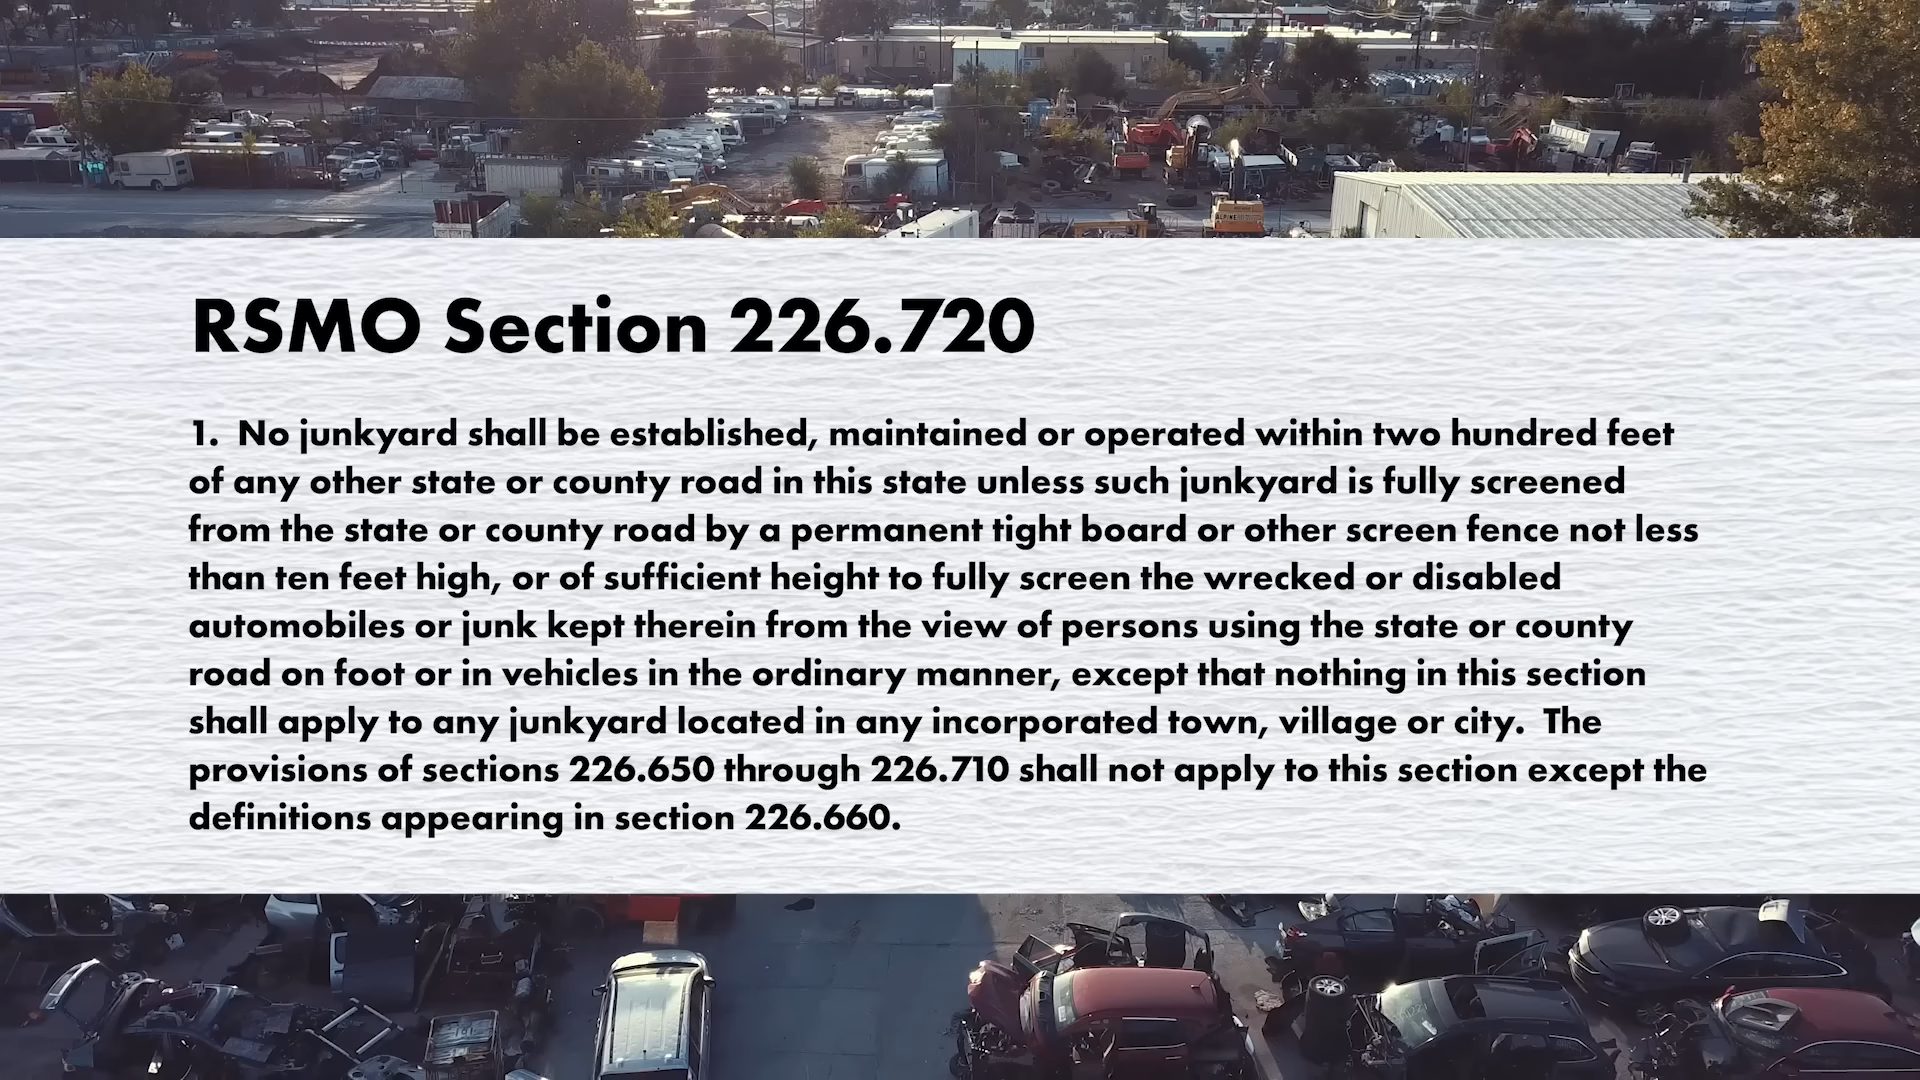 RSMO Section 226.720
1.  No junkyard shall be established, maintained or operated within two hundred feet
of any other state or county road in this state unless such junkyard is fully screened
from the state or county road by a permanent tight board or other screen fence not less
than ten feet high, or of sufficient height to fully screen the wrecked or disabled
automobiles or junk kept therein from the view of persons using the state or county
road on foot or in vehicles in the ordinary manner, except that nothing in this section
shall apply to any junkyard located in any incorporated town, village or city.  The
provisions of sections 226.650 through 226.710 shall not apply to this section except the
definitions appearing in section 226.660.